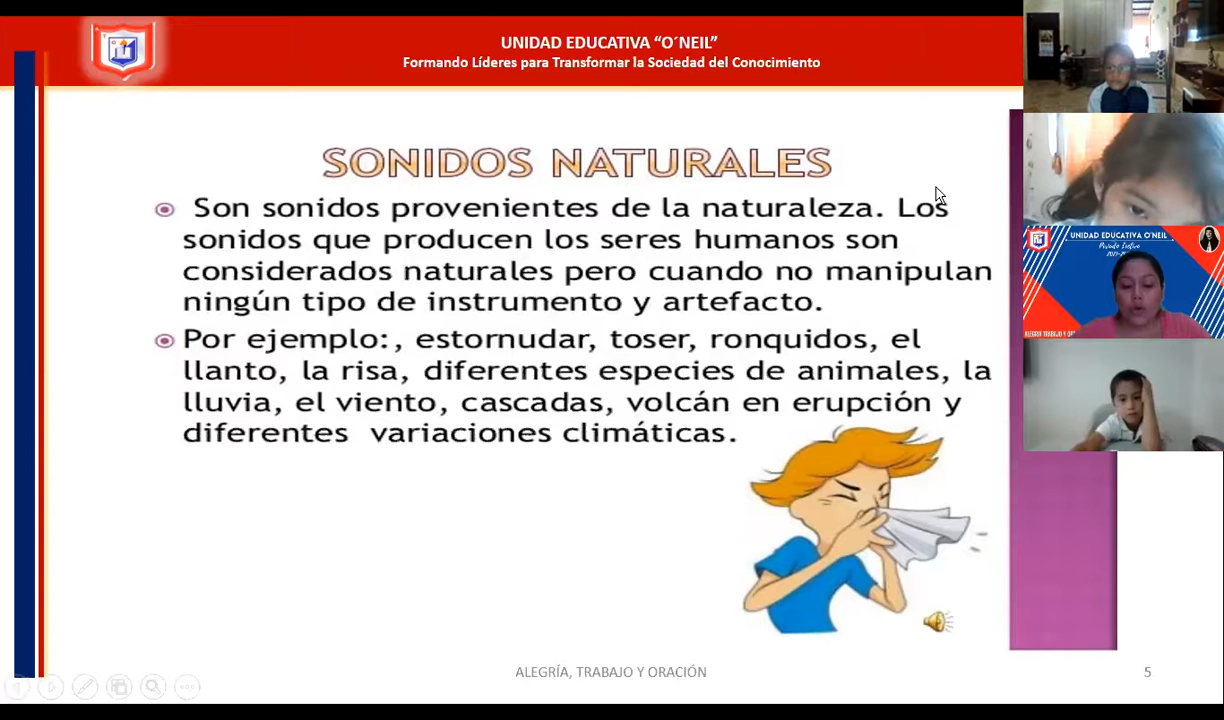 UNIDAD EDUCATIVA “O´NEIL”
Formando Líderes para Transformar la Sociedad del Conocimiento
SONIDOS NATURALES
Son sonidos provenientes de la naturaleza. Los
sonidos que producen los seres humanos son
considerados naturales pero cuando no manipulan
ningún tipo de instrumento y artefacto.
Por ejemplo:, estornudar, toser, ronquidos, el
llanto, la risa, diferentes especies de animales, la
lluvia, el viento, cascadas, volcán en erupción y
diferentes variaciones climáticas.
UNIDAD EDUCATIVA O'NEIL
ALEGRÍA, TRABAJO Y ORACIÓN
5